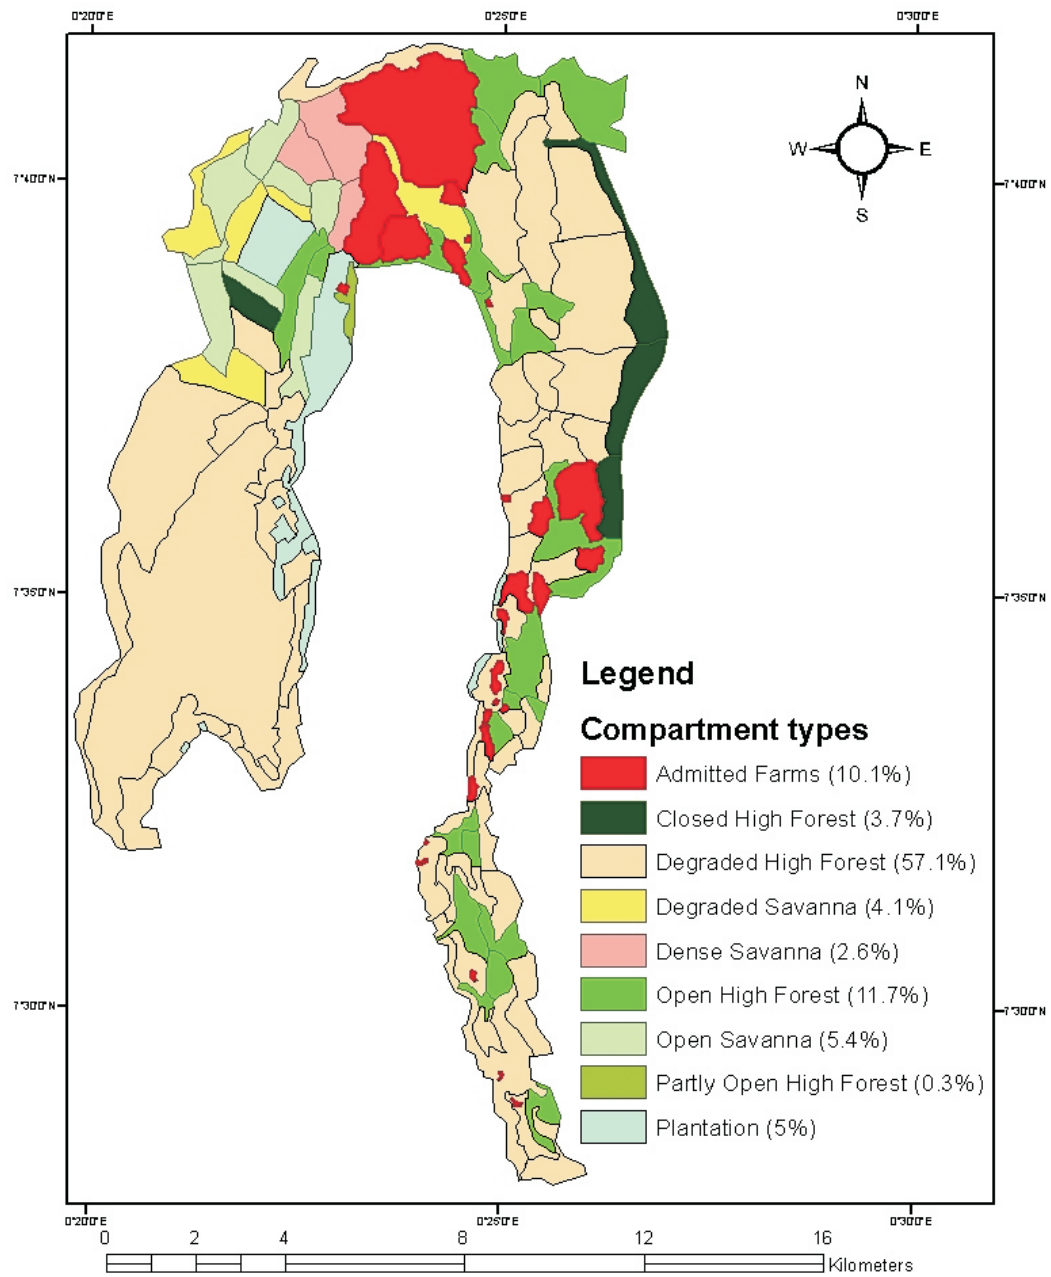 0°20'0"E 0°25'0"E 0°30'0"E
N
W E
S
7°40'0"N 7°40'0"N
7°35'0"N 7°35'0"N
Legend
Compartment types
Admitted Farms (10.1%)
Closed High Forest (3.7%)
Degraded High Forest (57.1%)
Degraded Savanna (4.1%)
Dense Savanna (2.6%)
Open High Forest (11.7%)
7°30'0"N 7°30'0"N
Open Savanna (5.4%)
Partly Open High Forest (0.3%)
Plantation (5%)
0°20'0"E 0°25'0"E 0°30'0"E
0 2 4 8 12 16
Kilometers